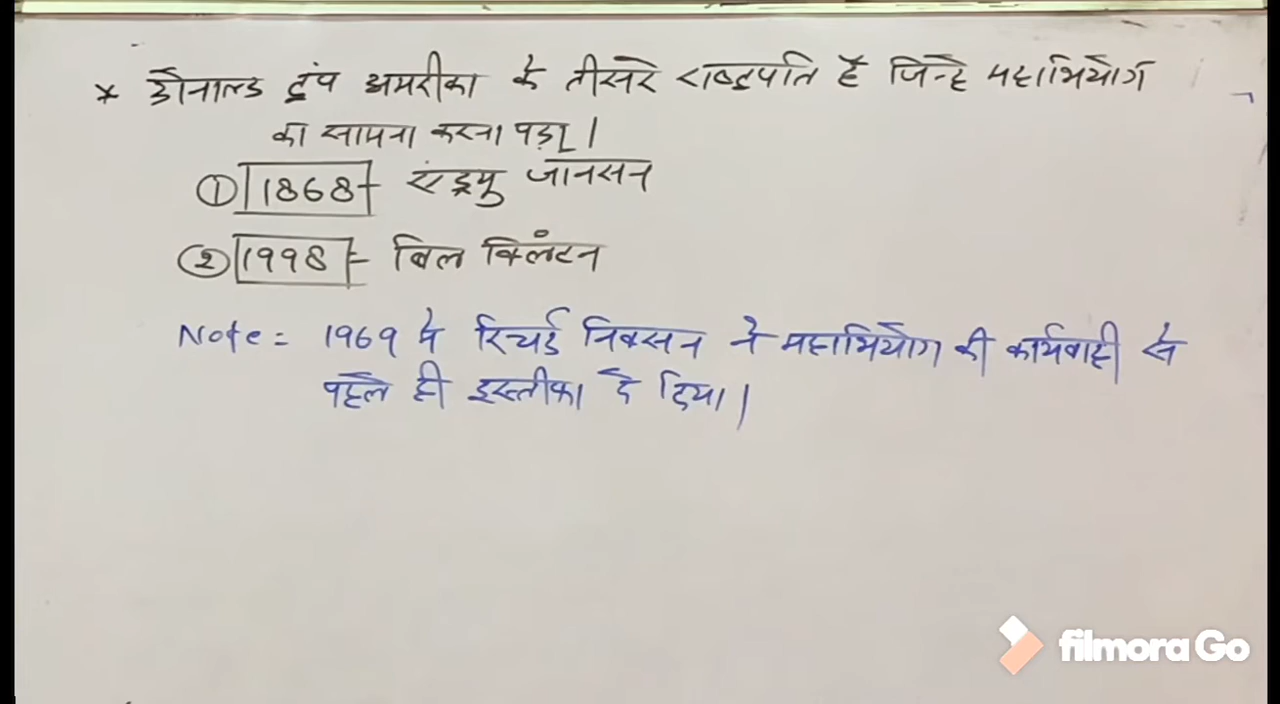 * डोनाल्ड ट्रंप अमरीका के तीसरे राष्ट्रपति है जिन्हे महाभियोग
का सामना करना पड़ा।
① 1868- एंड्रयु जानसन
② 1998- बिल क्लिंटन
Note = 1969 मे रिचर्ड निक्सन ने महाभियोग की कार्यवाही से
पहले ही इस्तीफा दे दिया।
filmora Go